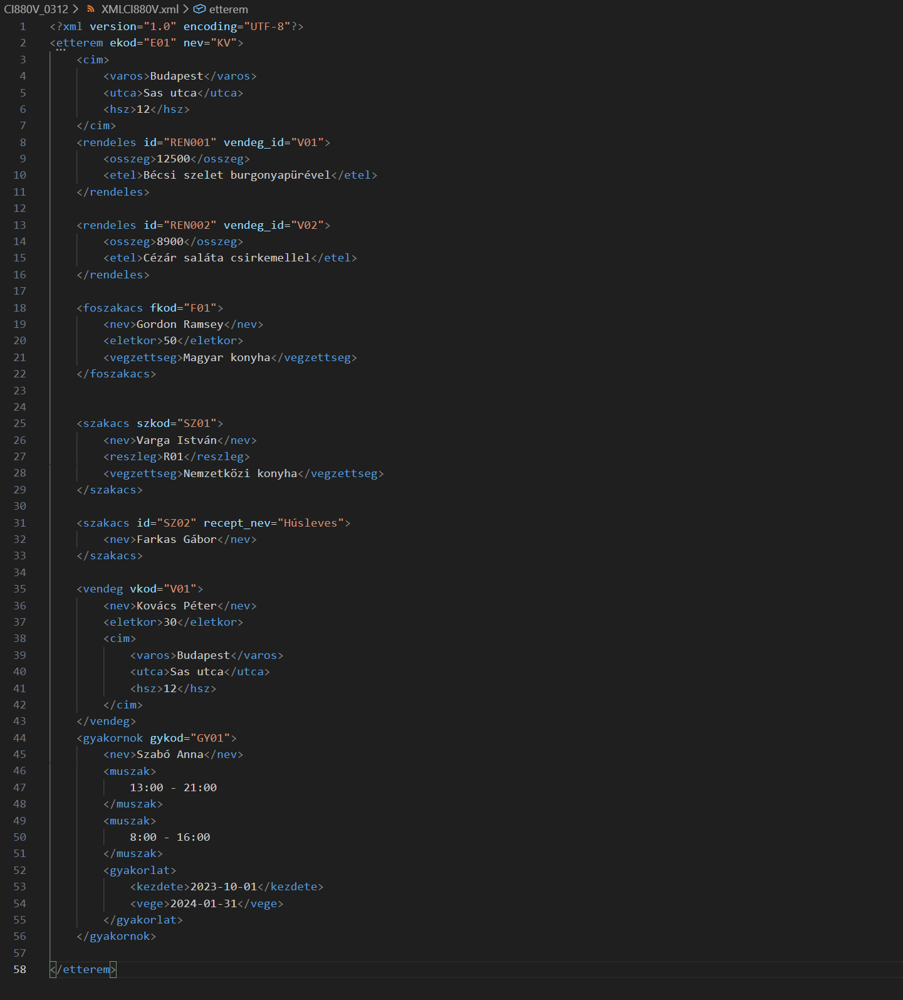 CI880V_0312 > XMLCI880V.xml > etterem
1 <?xml version="1.0" encoding="UTF-8"?>
2 <etterem ekod="E01" nev="KV">
3 <cim>
4 <varos>Budapest</varos>
5 <utca>Sas utca</utca>
6 <hsz>12</hsz>
7 </cim>
8 <rendeles id="REN001" vendeg_id="V01">
9 <osszeg>12500</osszeg>
10 <etel>Bécsi szelet burgonyapürével</etel>
11 </rendeles>
12
13 <rendeles id="REN002" vendeg_id="V02">
14 <osszeg>8900</osszeg>
15 <etel>Cézár saláta csirkemellel</etel>
16 </rendeles>
17
18 <foszakacs fkod="F01">
19 <nev>Gordon Ramsey</nev>
20 <eletkor>50</eletkor>
21 <vegzettseg>Magyar konyha</vegzettseg>
22 </foszakacs>
23
24
25 <szakacs szkod="SZ01">
26 <nev>Varga István</nev>
27 <reszleg>R01</reszleg>
28 <vegzettseg>Nemzetközi konyha</vegzettseg>
29 </szakacs>
30
31 <szakacs id="SZ02" recept_nev="Húsleves">
32 <nev>Farkas Gábor</nev>
33 </szakacs>
34
35 <vendeg vkod="V01">
36 <nev>Kovács Péter</nev>
37 <eletkor>30</eletkor>
38 <cim>
39 <varos>Budapest</varos>
40 <utca>Sas utca</utca>
41 <hsz>12</hsz>
42 </cim>
43 </vendeg>
44 <gyakornok gykod="GY01">
45 <nev>Szabó Anna</nev>
46 <muszak>
47 13:00 - 21:00
48 </muszak>
49 <muszak>
50 8:00 - 16:00
51 </muszak>
52 <gyakorlat>
53 <kezdete>2023-10-01</kezdete>
54 <vege>2024-01-31</vege>
55 </gyakorlat>
56 </gyakornok>
57
58 </etterem>